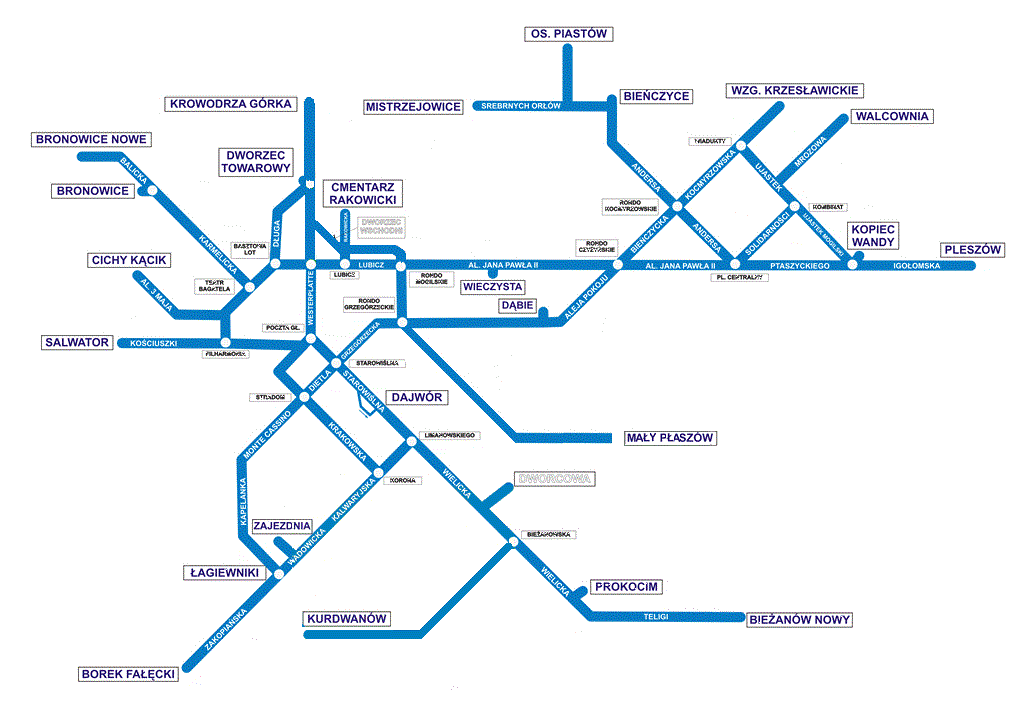 OS. PIASTÓW
WZG. KRZESŁAWICKIE
BIEŃCZYCE
KROWODRZA GÓRKA
MISTRZEJOWICE
SREBRNYCH ORŁÓW
WALCOWNIA
BRONOWICE NOWE
WIADUKTY
MROZOWA
DWORZEC
TOWAROWY
BALICKA
ANDERSA
KOCMYRZOWSKA
UJASTEK
BRONOWICE
CMENTARZ
RAKOWICKI
RONDO
KOCMYRZOWSKIE
KOMBINAT
RAKOWICKA
DWORZEC
WSCHODNI
DŁUGA
KARMELICKA
BASZTOWA
LOT
RONDO
CZYŻYŃSKIE
BIEŃCZYCKA
ANDERSA
SOLIDARNOŚCI
UJASTEK MOGILSKI
KOPIEC
WANDY
PLESZÓW
CICHY KĄCIK
LUBICZ
LUBICZ
AL. JANA PAWŁA II
AL. JANA PAWŁA II
PTASZYCKIEGO
IGOŁOMSKA
AL. 3 MAJA
TEATR
BAGATELA
RONDO
MOGILSKIE
WIECZYSTA
PL. CENTRALNY
WESTERPLATTE
RONDO
GRZEGÓRZECKIE
DĄBIE
ALEJA POKOJU
POCZTA GŁ.
SALWATOR
KOŚCIUSZKI
FILHARMONIA
GRZEGÓRZECKA
STAROWIŚLNA
DIETLA
STAROWIŚLNA
DAJWÓR
STRADOM
MONTE CASSINO
KRAKOWSKA
LIMANOWSKIEGO
MAŁY PŁASZÓW
KORONA
WIELICKA
DWORCOWA
KAPELANKA
KALWARYJSKA
ZAJEZDNIA
WADOWICKA
BIEŻANOWSKA
ŁAGIEWNIKI
WIELICKA
PROKOCIM
KURDWANÓW
TELIGI
BIEŻANÓW NOWY
ZAKOPIAŃSKA
BOREK FAŁĘCKI